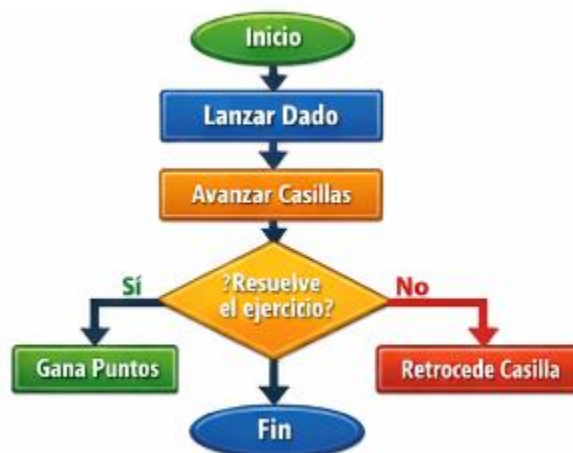 Inicio
Lanzar Dado
Avanzar Casillas
?Resuelve
el ejercicio?
Sí
No
Gana Puntos
Retrocede Casilla
Fin